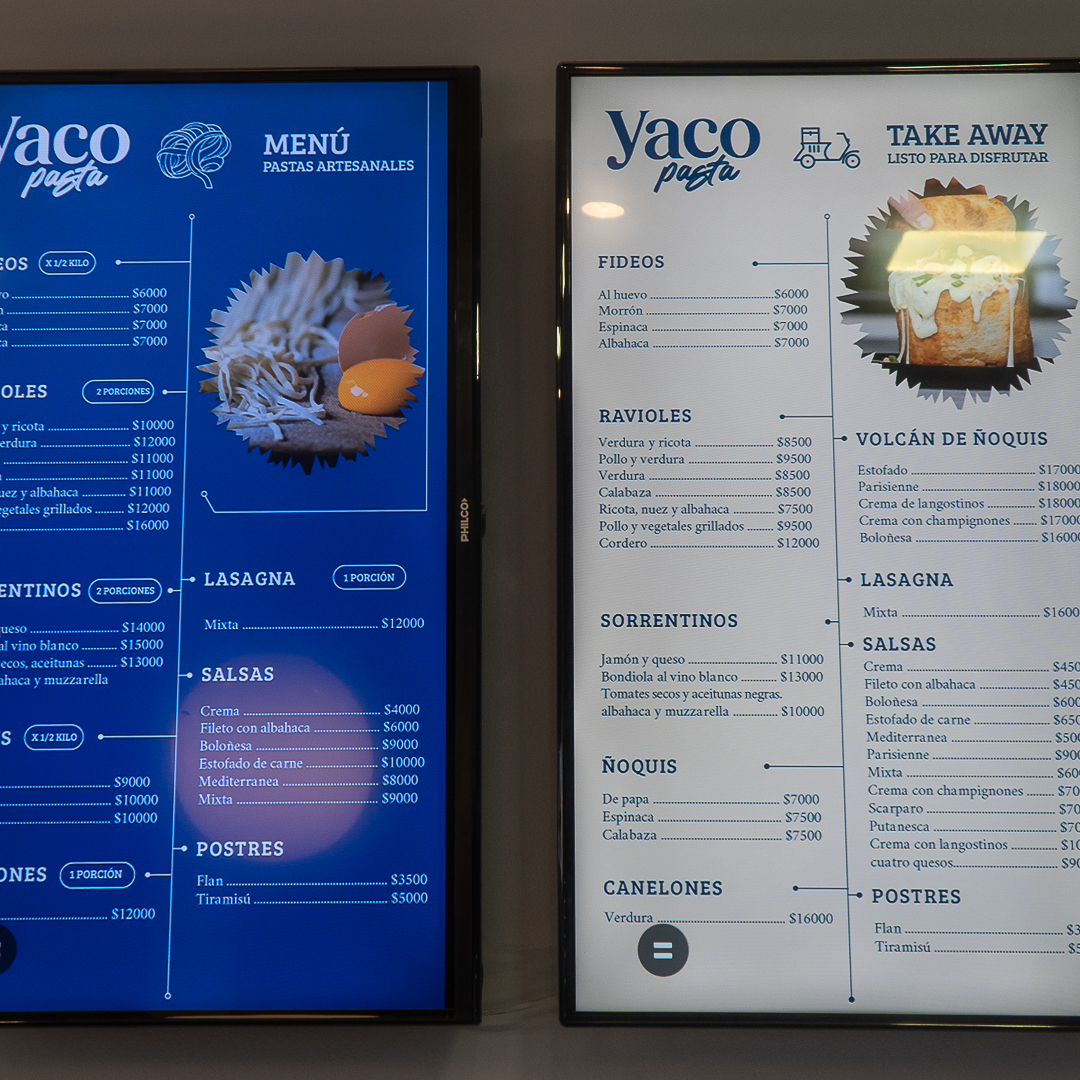 yaco
pasta
MENÚ
PASTAS ARTESANALES
X 1/2 KILO
$6000
$7000
$7000
$7000
2 PORCIONES
y ricota $10000
$12000
$11000
$11000
y albahaca $11000
grillados $12000
$16000
2 PORCIONES
$14000
al vino blanco $15000
aceitunas $13000
y muzzarella
X 1/2 KILO
$9000
$10000
$10000
1 PORCIÓN
$12000
LASAGNA 1 PORCIÓN
Mixta $12000
SALSAS
Crema $4000
Fileto con albahaca $6000
Boloñesa $9000
Estofado de carne $10000
Mediterranea $8000
Mixta $9000
POSTRES
Flan $3500
Tiramisú $5000
PHILCO
yaco
pasta
TAKE AWAY
LISTO PARA DISFRUTAR
FIDEOS
Al huevo $6000
Morrón $7000
Espinaca $7000
Albahaca $7000
RAVIOLES
Verdura y ricota $8500
Pollo y verdura $9500
Verdura $8500
Calabaza $8500
Ricota, nuez y albahaca $7500
Pollo y vegetales grillados $9500
Cordero $12000
SORRENTINOS
Jamón y queso $11000
Bondiola al vino blanco $13000
Tomates secos y aceitunas negras.
albahaca y muzzarella $10000
ÑOQUIS
De papa $7000
Espinaca $7500
Calabaza $7500
CANELONES
Verdura $16000
VOLCÁN DE ÑOQUIS
Estofado $17000
Parisienne $18000
Crema de langostinos $18000
Crema con champignones $17000
Boloñesa $16000
LASAGNA
Mixta
SALSAS
Crema
Fileto con albahaca
Boloñesa
Estofado de carne
Mediterranea
Parisienne
Mixta
Crema con champignones
Scarparo
Putanesca
Crema con langostinos
cuatro quesos
POSTRES
Flan
Tiramisú